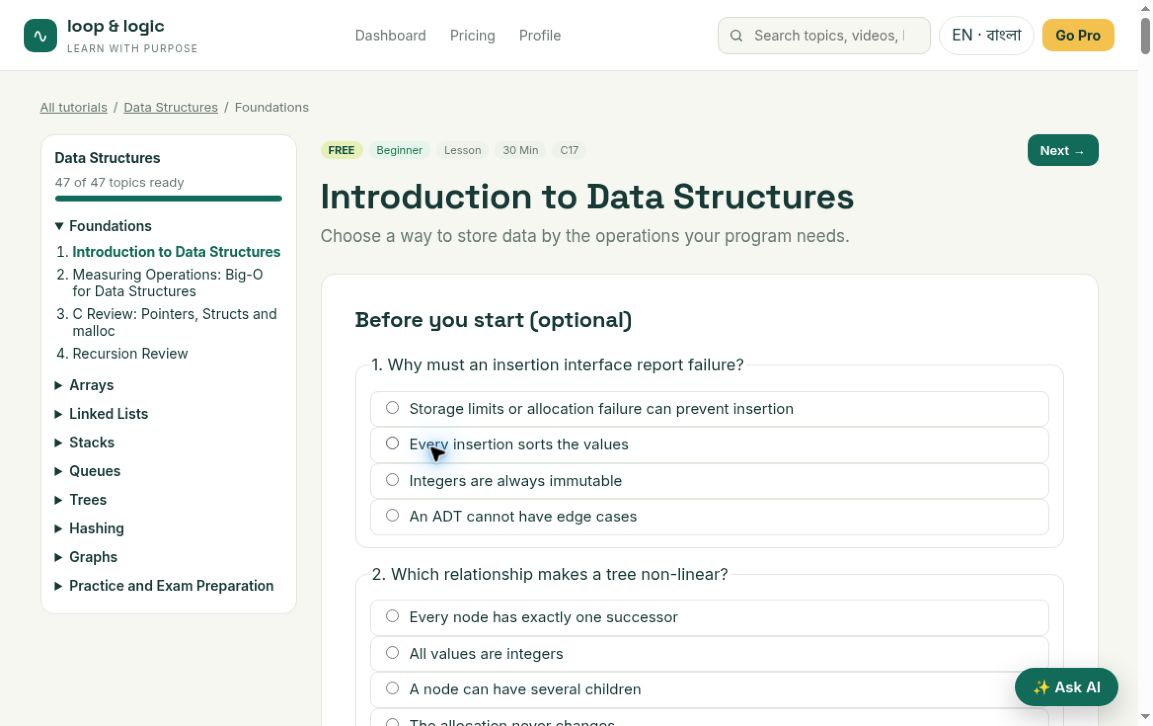 loop & logic
LEARN WITH PURPOSE
Dashboard
Pricing
Profile
Search topics, videos,
EN · বাংলা
Go Pro
All tutorials / Data Structures / Foundations
Data Structures
47 of 47 topics ready
▼ Foundations
1. Introduction to Data Structures
2. Measuring Operations: Big-O
for Data Structures
3. C Review: Pointers, Structs and
malloc
4. Recursion Review
▶ Arrays
▶ Linked Lists
▶ Stacks
▶ Queues
▶ Trees
▶ Hashing
▶ Graphs
▶ Practice and Exam Preparation
FREE
Beginner
Lesson
30 Min
C17
Next →
Introduction to Data Structures
Choose a way to store data by the operations your program needs.
Before you start (optional)
1. Why must an insertion interface report failure?
Storage limits or allocation failure can prevent insertion
Every insertion sorts the values
Integers are always immutable
An ADT cannot have edge cases
2. Which relationship makes a tree non-linear?
Every node has exactly one successor
All values are integers
A node can have several children
The allocation never changes
✨ Ask AI